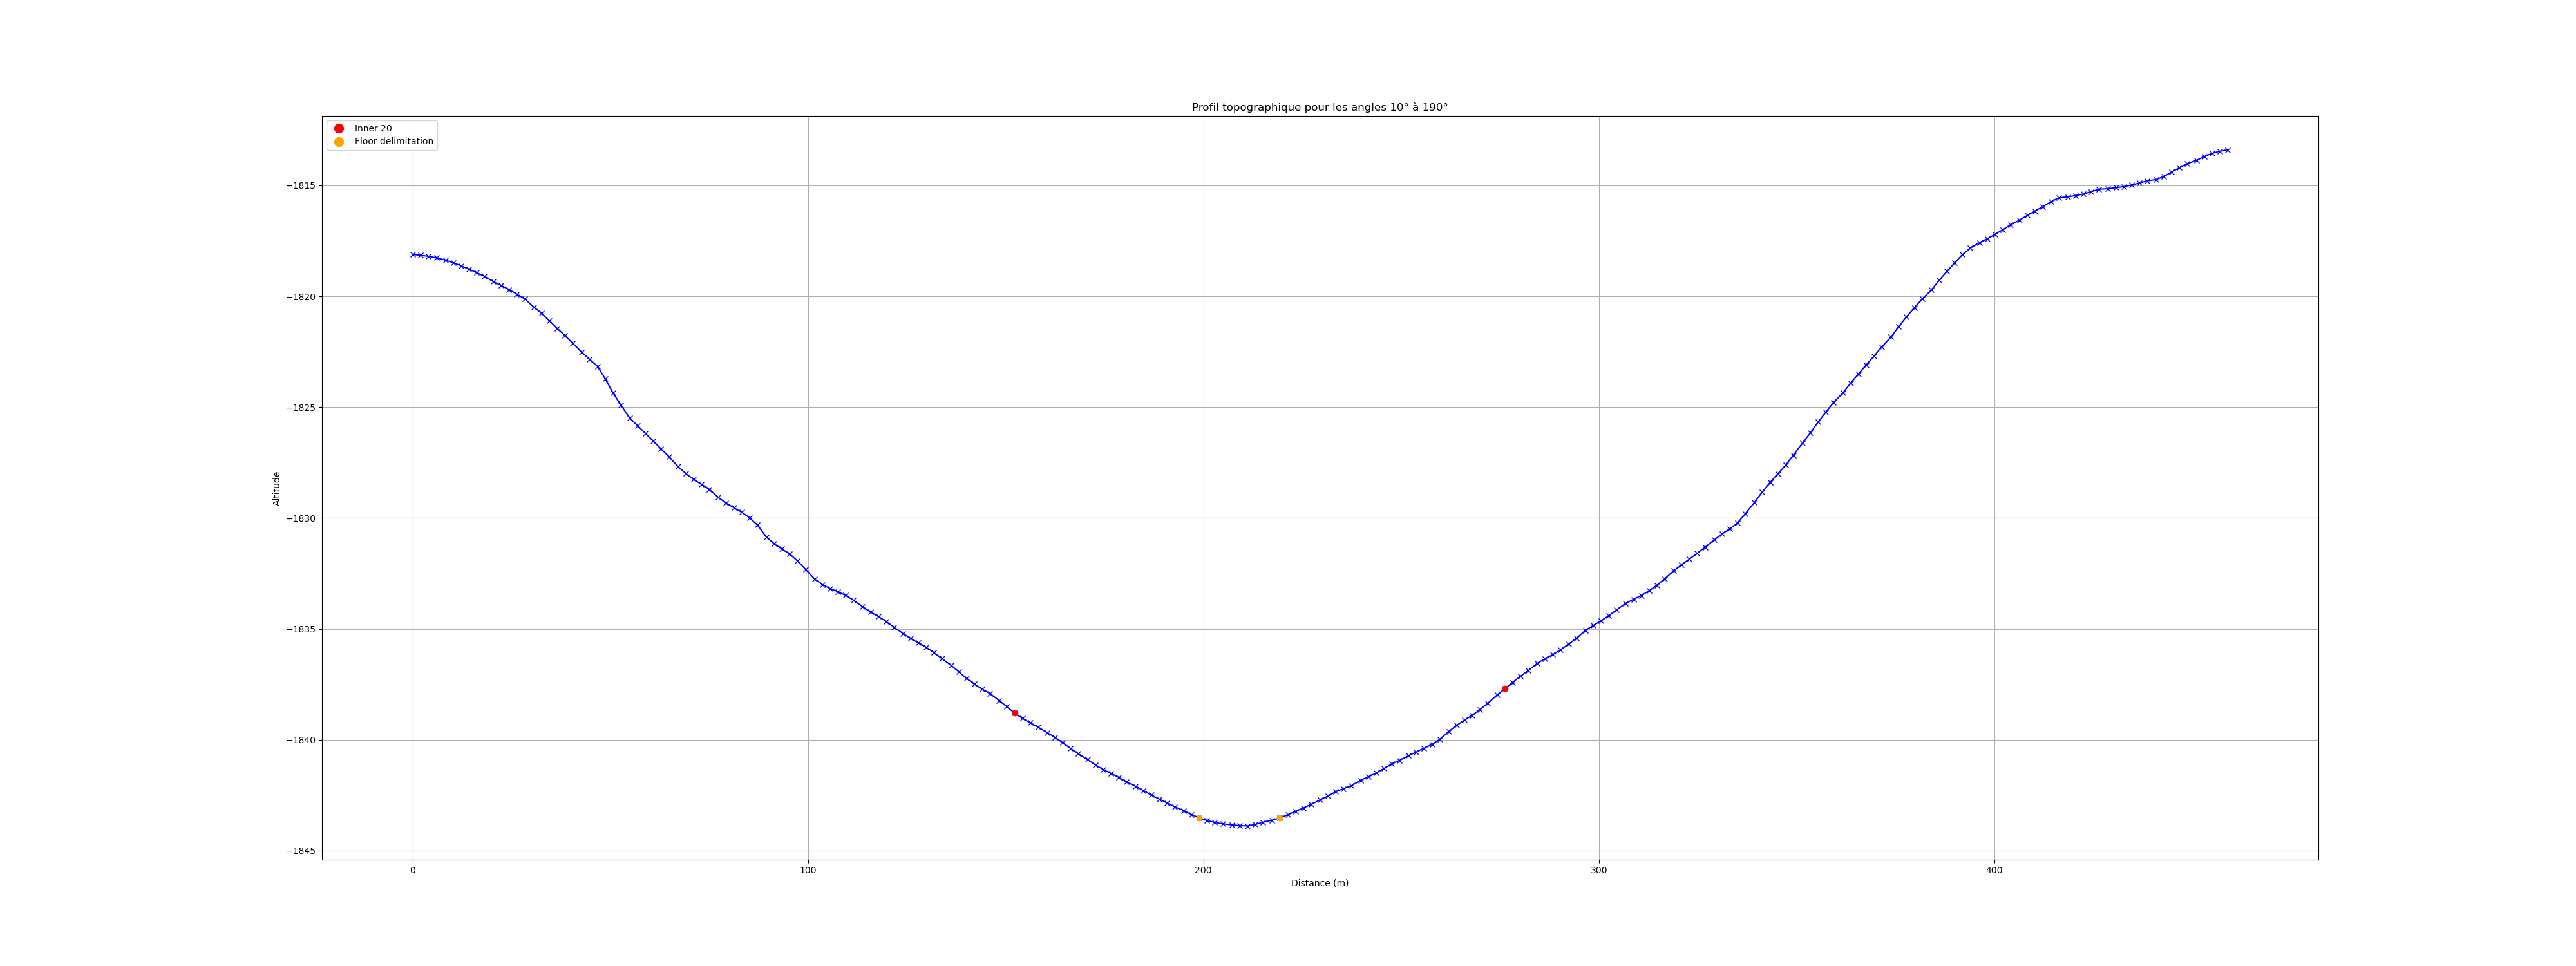 Profil topographique pour les angles 10° à 190°
Inner 20
Floor delimitation
−1815
−1820
−1825
−1830
−1835
−1840
−1845
Altitude
0 100 200 300 400
Distance (m)